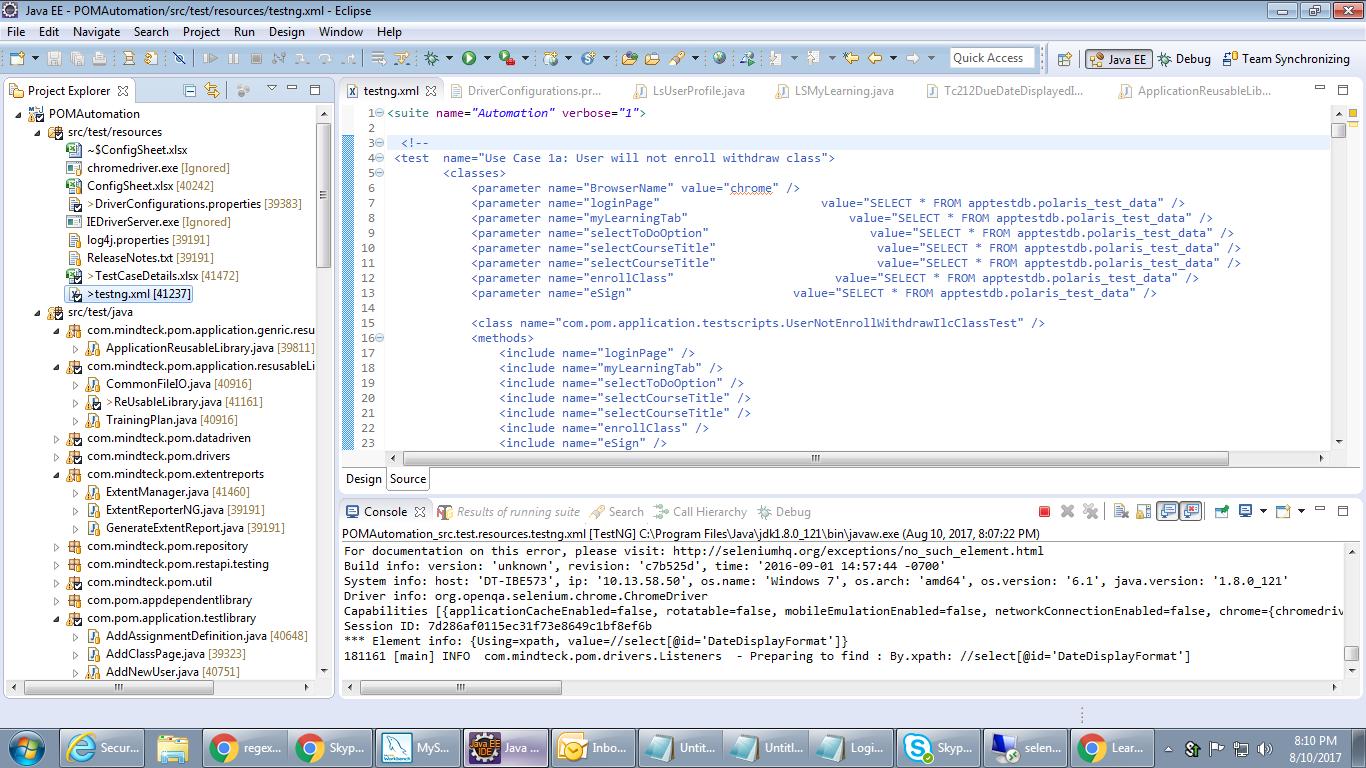 Java EE - POMAutomation/src/test/resources/testng.xml - Eclipse
File Edit Navigate Search Project Run Design Window Help
Quick Access
Java EE
Debug
Team Synchronizing
Project Explorer
POMAutomation
src/test/resources
~$ConfigSheet.xlsx
chromedriver.exe [Ignored]
ConfigSheet.xlsx [40242]
>DriverConfigurations.properties [39383]
IEDriverServer.exe [Ignored]
log4j.properties [39191]
ReleaseNotes.txt [39191]
>TestCaseDetails.xlsx [41472]
>testng.xml [41237]
src/test/java
com.mindteck.pom.application.genric.resu
ApplicationReusableLibrary.java [39811]
com.mindteck.pom.application.resusableLi
CommonFileIO.java [40916]
>ReUsableLibrary.java [41161]
TrainingPlan.java [40916]
com.mindteck.pom.datadriven
com.mindteck.pom.drivers
com.mindteck.pom.extentreports
ExtentManager.java [41460]
ExtentReporterNG.java [39191]
GenerateExtentReport.java [39191]
com.mindteck.pom.repository
com.mindteck.pom.restapi.testing
com.mindteck.pom.util
com.pom.appdependentlibrary
com.pom.application.testlibrary
AddAssignmentDefinition.java [40648]
AddClassPage.java [39323]
AddNewUser.java [40751]
testng.xml
DriverConfigurations.pr...
LsUserProfile.java
LSMyLearning.java
Tc212DueDateDisplayedI...
ApplicationReusableLib...
1 <suite name="Automation" verbose="1">
2
3 <!--
4 <test  name="Use Case 1a: User will not enroll withdraw class">
5 <classes>
6 <parameter name="BrowserName" value="chrome" />
7 <parameter name="loginPage" value="SELECT * FROM apptestdb.polaris_test_data" />
8 <parameter name="myLearningTab" value="SELECT * FROM apptestdb.polaris_test_data" />
9 <parameter name="selectToDoOption" value="SELECT * FROM apptestdb.polaris_test_data" />
10 <parameter name="selectCourseTitle" value="SELECT * FROM apptestdb.polaris_test_data" />
11 <parameter name="selectCourseTitle" value="SELECT * FROM apptestdb.polaris_test_data" />
12 <parameter name="enrollClass" value="SELECT * FROM apptestdb.polaris_test_data" />
13 <parameter name="eSign" value="SELECT * FROM apptestdb.polaris_test_data" />
14
15 <class name="com.pom.application.testscripts.UserNotEnrollWithdrawIlcClassTest" />
16 <methods>
17 <include name="loginPage" />
18 <include name="myLearningTab" />
19 <include name="selectToDoOption" />
20 <include name="selectCourseTitle" />
21 <include name="selectCourseTitle" />
22 <include name="enrollClass" />
23 <include name="eSign" />
Design Source
Console
Results of running suite
Search
Call Hierarchy
Debug
POMAutomation_src.test.resources.testng.xml [TestNG] C:\Program Files\Java\jdk1.8.0_121\bin\javaw.exe (Aug 10, 2017, 8:07:22 PM)
For documentation on this error, please visit: http://seleniumhq.org/exceptions/no_such_element.html
Build info: version: 'unknown', revision: 'c7b525d', time: '2016-09-01 14:57:44 -0700'
System info: host: 'DT-IBE573', ip: '10.13.58.50', os.name: 'Windows 7', os.arch: 'amd64', os.version: '6.1', java.version: '1.8.0_121'
Driver info: org.openqa.selenium.chrome.ChromeDriver
Capabilities [{applicationCacheEnabled=false, rotatable=false, mobileEmulationEnabled=false, networkConnectionEnabled=false, chrome={chromedriv
Session ID: 7d286af0115ec31f73e8649c1bf8ef6b
*** Element info: {Using=xpath, value=//select[@id='DateDisplayFormat']}
181161 [main] INFO  com.mindteck.pom.drivers.Listeners  - Preparing to find : By.xpath: //select[@id='DateDisplayFormat']
Secur...
regex...
Skyp...
MyS...
Java ...
Inbo...
Untit...
Untitl...
Logi...
Skyp...
selen...
Lear...
8:10 PM
8/10/2017